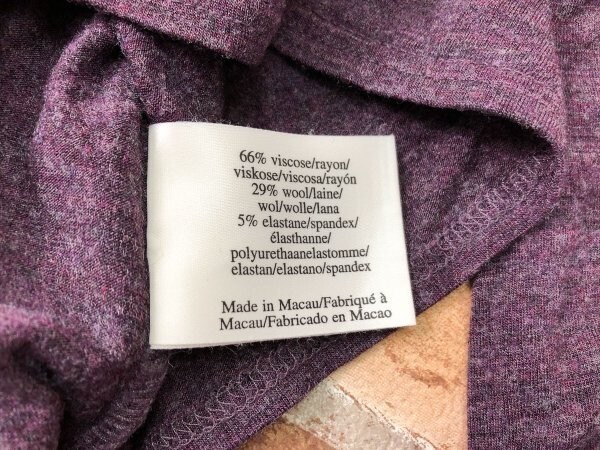 66% viscose/rayon/
viskose/viscosa/rayón
29% wool/laine/
wol/wolle/lana
5% elastane/spandex/
élasthanne/
polyurethaanelastomme/
elastan/elastano/spandex
Made in Macau/Fabriqué à
Macau/Fabricado en Macao